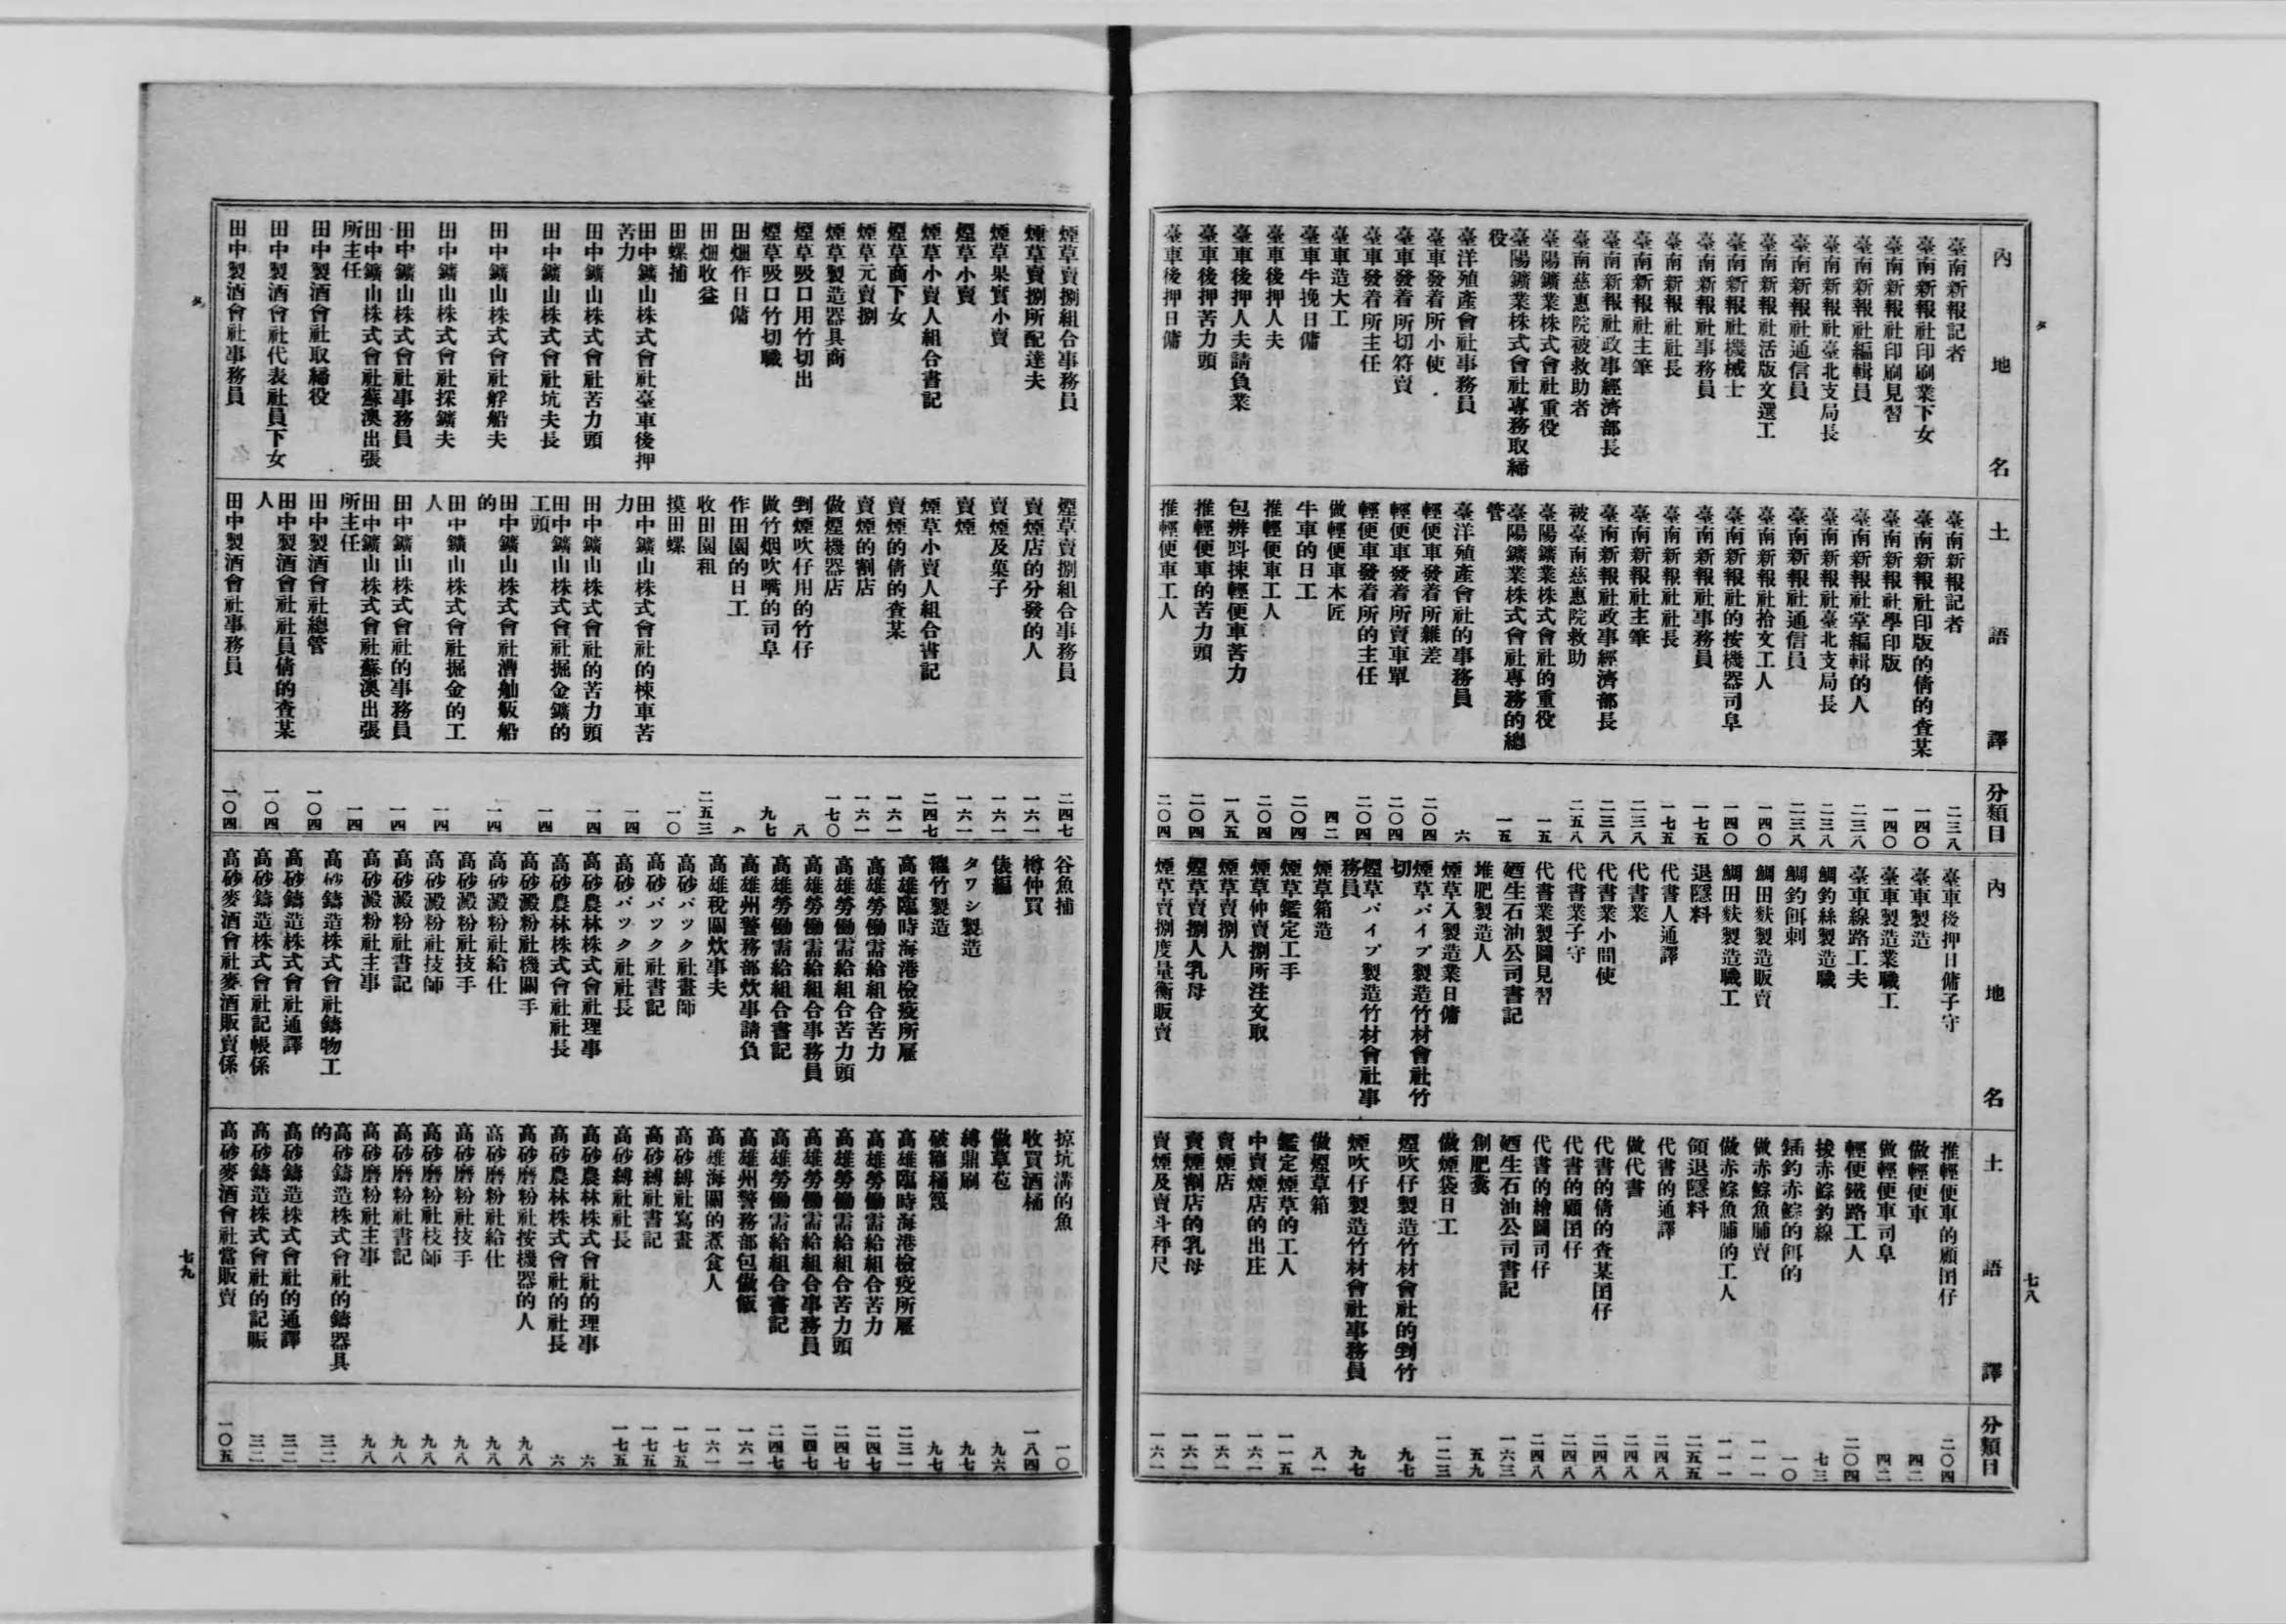 タ
七八
內地名 土語譯 分類目
臺南新報記者 臺南新報記者 二三八
臺南新報社印刷業下女 臺南新報社印版的倩的查某 一四〇
臺南新報社印刷見習 臺南新報社學印版 一四〇
臺南新報社編輯員 臺南新報社掌編輯的人 二三八
臺南新報社臺北支局長 臺南新報社臺北支局長 二三八
臺南新報社通信員 臺南新報社通信員 二三八
臺南新報社活版文選工 臺南新報社拾文工人 一四〇
臺南新報社機械士 臺南新報社的按機器司阜 一四〇
臺南新報社事務員 臺南新報社事務員 一七五
臺南新報社社長 臺南新報社社長 一七五
臺南新報社主筆 臺南新報社主筆 二三八
臺南新報社政事經濟部長 臺南新報社政事經濟部長 二三八
臺南慈惠院被救助者 被臺南慈惠院救助 二五八
臺陽鑛業株式會社重役 臺陽鑛業株式會社的重役 一五
臺陽鑛業株式會社專務取締役 臺陽鑛業株式會社專務的總管 一五
臺洋殖產會社事務員 臺洋殖產會社的事務員 六
臺車發着所小使 輕便車發着所雜差 二〇四
臺車發着所切符賣 輕便車發着所賣車單 二〇四
臺車發着所主任 輕便車發着所的主任 二〇四
臺車造大工 做輕便車木匠 四二
臺車牛挽日傭 牛車的日工 二〇四
臺車後押人夫 推輕便車工人 二〇四
臺車後押人夫請負業 包辨呌捒輕便車苦力 一八五
臺車後押苦力頭 推輕便車的苦力頭 二〇四
臺車後押日傭 推輕便車工人 二〇四
內地名 土語譯 分類目
臺車後押日傭子守 推輕便車的顧囝仔 二〇四
臺車製造 做輕便車 四二
臺車製造業職工 做輕便車司阜 四二
臺車線路工夫 輕便鐵路工人 二〇四
鯛釣絲製造職 接赤鯮釣線 七三
鯛釣餌刺 插釣赤鯮的餌的 一〇
鯛田麩製造販賣 做赤鯮魚脯賣 一一一
鯛田麩製造職工 做赤鯮魚脯的工人 一一一
退隱料 領退隱料 二五五
代書人通譯 代書的通譯 二四八
代書業 做代書 二四八
代書業小間使 代書的倩的查某囝仔 二四八
代書業子守 代書的顧囝仔 二四八
代書業製圖見習 代書的繪圖司仔 二四八
廼生石油公司書記 廼生石油公司書記 一六三
堆肥製造人 創肥糞 五九
煙草入製造業日傭 做煙袋日工 一二三
煙草パイプ製造竹材會社竹切 煙吹仔製造竹材會社的剉竹 九七
煙草パイプ製造竹材會社事務員 煙吹仔製造竹材會社事務員 九七
煙草箱造 做煙草箱 八一
煙草鑑定工手 鑑定煙草的工人 一一五
煙草仲賣捌所注文取 中賣煙店的出庄 一六一
煙草賣捌人 賣煙店 一六一
煙草賣捌人乳母 賣煙割店的乳母 一六一
煙草賣捌度量衡販賣 賣煙及賣斗秤尺 一六一
煙草賣捌組合事務員 煙草賣捌組合事務員 二四七
煙草賣捌所配達夫 賣煙店的分發的人 一六一
煙草果實小賣 賣煙及菓子 一六一
煙草小賣 賣煙 一六一
煙草小賣人組合書記 煙草小賣人組合書記 二四七
煙草商下女 賣煙的倩的查某 一六一
煙草元賣捌 賣煙的割店 一六一
煙草製造器具商 做煙機器店 一七〇
煙草吸口用竹切出 剉煙吹仔用的竹仔 八
煙草吸口竹切職 做竹烟吹嘴的司阜 九七
田畑作日傭 作田園的日工 八
田畑收益 收田園租 二五三
田螺捕 摸田螺 一〇
田中鑛山株式會社臺車後押苦力 田中鑛山株式會社的捒車苦力 一四
田中鑛山株式會社苦力頭 田中鑛山株式會社的苦力頭 一四
田中鑛山株式會社坑夫長 田中鑛山株式會社掘金鑛的工頭 一四
田中鑛山株式會社艀船夫 田中鑛山株式會社漕舢舨船的 一四
田中鑛山株式會社採鑛夫 田中鑛山株式會社掘金的工人 一四
田中鑛山株式會社事務員 田中鑛山株式會社的事務員 一四
田中鑛山株式會社蘇澳出張所主任 田中鑛山株式會社蘇澳出張所主任 一四
田中製酒會社取締役 田中製酒會社總管 一〇四
田中製酒會社代表社員下女 田中製酒會社社員倩的查某人 一〇四
田中製酒會社事務員 田中製酒會社事務員 一〇四
谷魚捕 掠坑溝的魚 一〇
樽仲買 收買酒桶 一八四
俵編 做草苞 九六
タワシ製造 縛鼎刷 九七
籠竹製造 破籠桶篾 九七
高雄臨時海港檢疫所雇 高雄臨時海港檢疫所雇 二三一
高雄勞働需給組合苦力 高雄勞働需給組合苦力 二四七
高雄勞働需給組合苦力頭 高雄勞働需給組合苦力頭 二四七
高雄勞働需給組合事務員 高雄勞働需給組合事務員 二四七
高雄勞働需給組合書記 高雄勞働需給組合書記 二四七
高雄州警務部炊事請負 高雄州警務部包做飯 一六一
高雄稅關炊事夫 高雄海關的煮食人 一六一
高砂パック社畫師 高砂縛社寫畫 一七五
高砂パック社書記 高砂縛社書記 一七五
高砂パック社社長 高砂縛社社長 一七五
高砂農林株式會社理事 高砂農林株式會社的理事 六
高砂農林株式會社社長 高砂農林株式會社的社長 六
高砂澱粉社機關手 高砂磨粉社按機器的人 九八
高砂澱粉社給仕 高砂磨粉社給仕 九八
高砂澱粉社技手 高砂磨粉社技手 九八
高砂澱粉社技師 高砂磨粉社技師 九八
高砂澱粉社書記 高砂磨粉社書記 九八
高砂澱粉社主事 高砂磨粉社主事 九八
高砂鑄造株式會社鑄物工 高砂鑄造株式會社的鑄器具的 三二
高砂鑄造株式會社通譯 高砂鑄造株式會社的通譯 三二
高砂鑄造株式會社記帳係 高砂鑄造株式會社的記賬 三二
高砂麥酒會社麥酒販賣係 高砂麥酒會社當販賣 一〇五
タ
七九